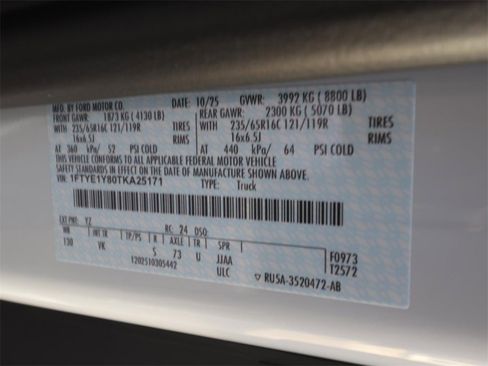 MFD. BY FORD MOTOR CO. DATE: 10/25 GVWR: 3992 KG ( 8800 LB)
FRONT GAWR: 1873 KG ( 4130 LB) REAR GAWR: 2300 KG ( 5070 LB)
WITH 235/65R16C 121/119R TIRES WITH 235/65R16C 121/119R TIRES
16x6.5J RIMS 16x6.5J RIMS
AT 360 kPa/ 52 PSI COLD AT 440 kPa/ 64 PSI COLD
THIS VEHICLE CONFORMS TO ALL APPLICABLE FEDERAL MOTOR VEHICLE
SAFETY STANDARDS IN EFFECT ON THE DATE OF MANUFACTURE SHOWN ABOVE.
VIN: 1FTYE1Y80TKA25171 TYPE: Truck
EXT PNT: YZ RC: 24 DSO:
WB INT TR TP/PS R AXLE TR SPR F0973
130 VK S 73 U JJAA T2572
1202510305442 ULC RU5A-3520472-AB